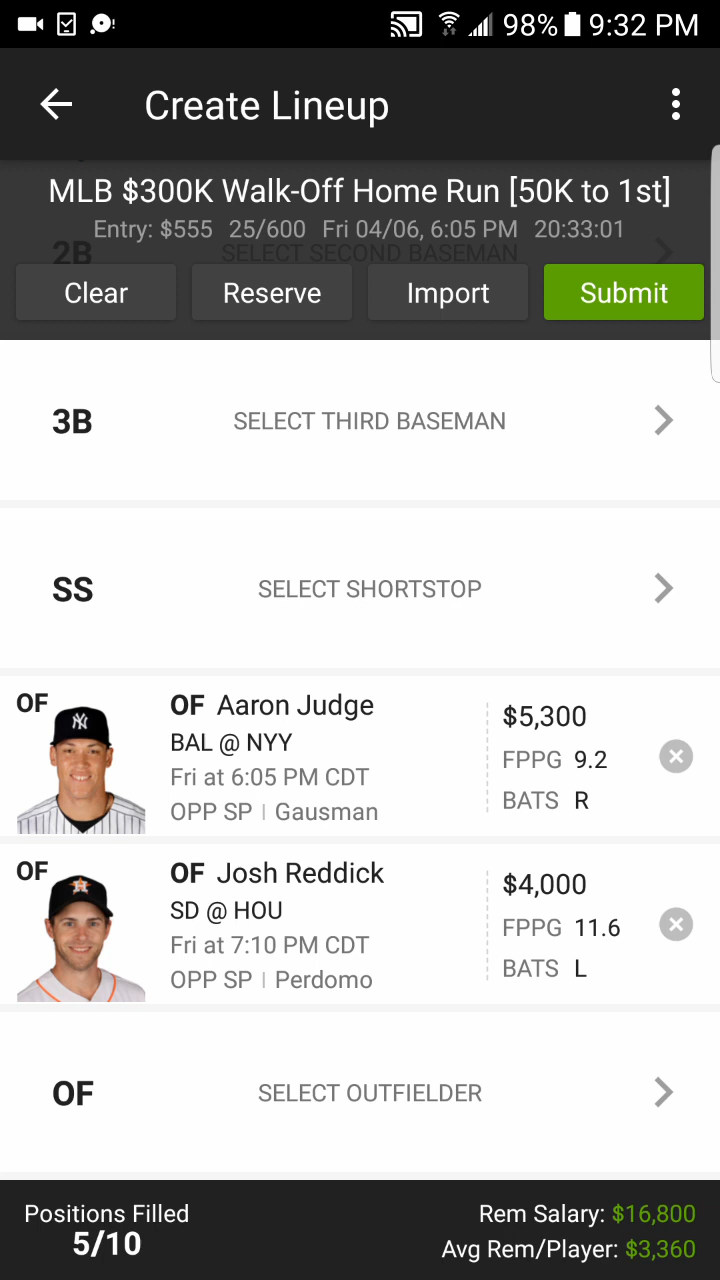 98% 9:32 PM
Create Lineup
MLB $300K Walk-Off Home Run [50K to 1st]
Entry: $555 25/600 Fri 04/06, 6:05 PM 20:33:01
2B SELECT SECOND BASEMAN
Clear Reserve Import Submit
3B SELECT THIRD BASEMAN
SS SELECT SHORTSTOP
OF
OF Aaron Judge
BAL @ NYY
Fri at 6:05 PM CDT
OPP SP | Gausman
$5,300
FPPG 9.2
BATS R
OF
OF Josh Reddick
SD @ HOU
Fri at 7:10 PM CDT
OPP SP | Perdomo
$4,000
FPPG 11.6
BATS L
OF SELECT OUTFIELDER
Positions Filled
5/10
Rem Salary: $16,800
Avg Rem/Player: $3,360